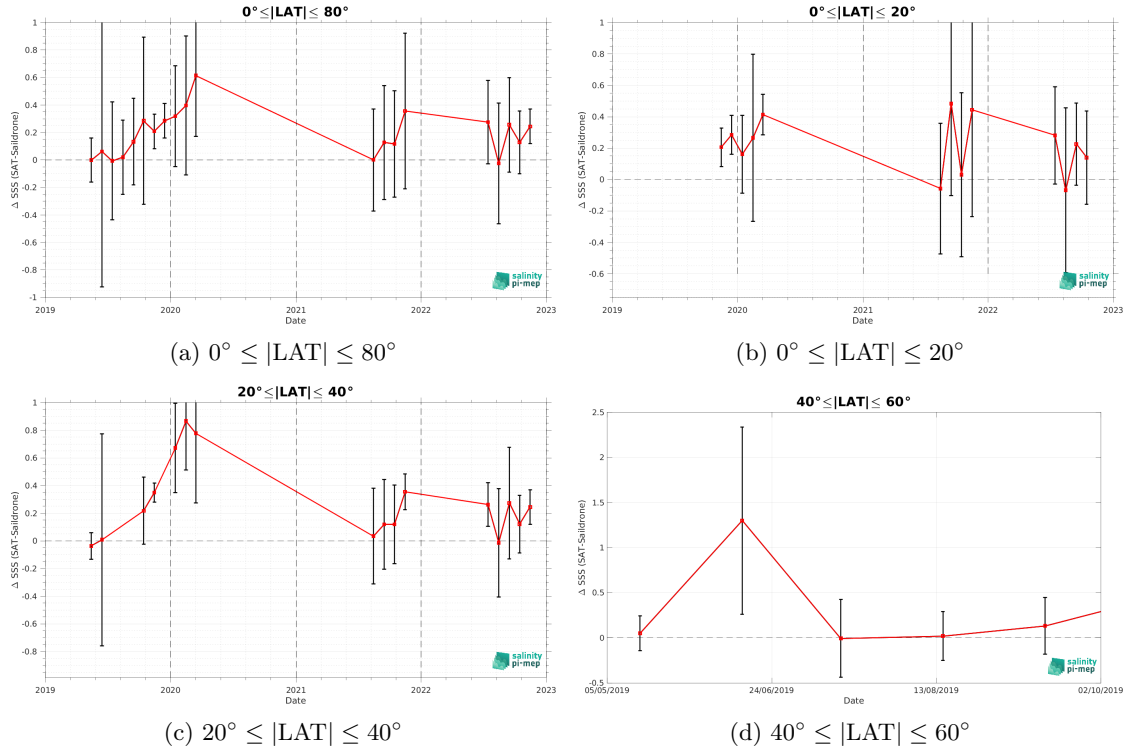 0°≤|LAT|≤ 80°
1
0.8
0.6
0.4
0.2
0
-0.2
-0.4
-0.6
-0.8
-1
Δ SSS (SAT-Saildrone)
2019
2020
2021
2022
2023
Date
salinity
pi-mep
(a) 0° ≤ |LAT| ≤ 80°
0°≤|LAT|≤ 20°
1
0.8
0.6
0.4
0.2
0
-0.2
-0.4
-0.6
Δ SSS (SAT-Saildrone)
2019
2020
2021
2022
2023
Date
salinity
pi-mep
(b) 0° ≤ |LAT| ≤ 20°
20°≤|LAT|≤ 40°
1
0.8
0.6
0.4
0.2
0
-0.2
-0.4
-0.6
-0.8
Δ SSS (SAT-Saildrone)
2019
2020
2021
2022
2023
Date
salinity
pi-mep
(c) 20° ≤ |LAT| ≤ 40°
40°≤|LAT|≤ 60°
2.5
2
1.5
1
0.5
0
-0.5
Δ SSS (SAT-Saildrone)
05/05/2019
24/06/2019
13/08/2019
02/10/2019
Date
salinity
pi-mep
(d) 40° ≤ |LAT| ≤ 60°